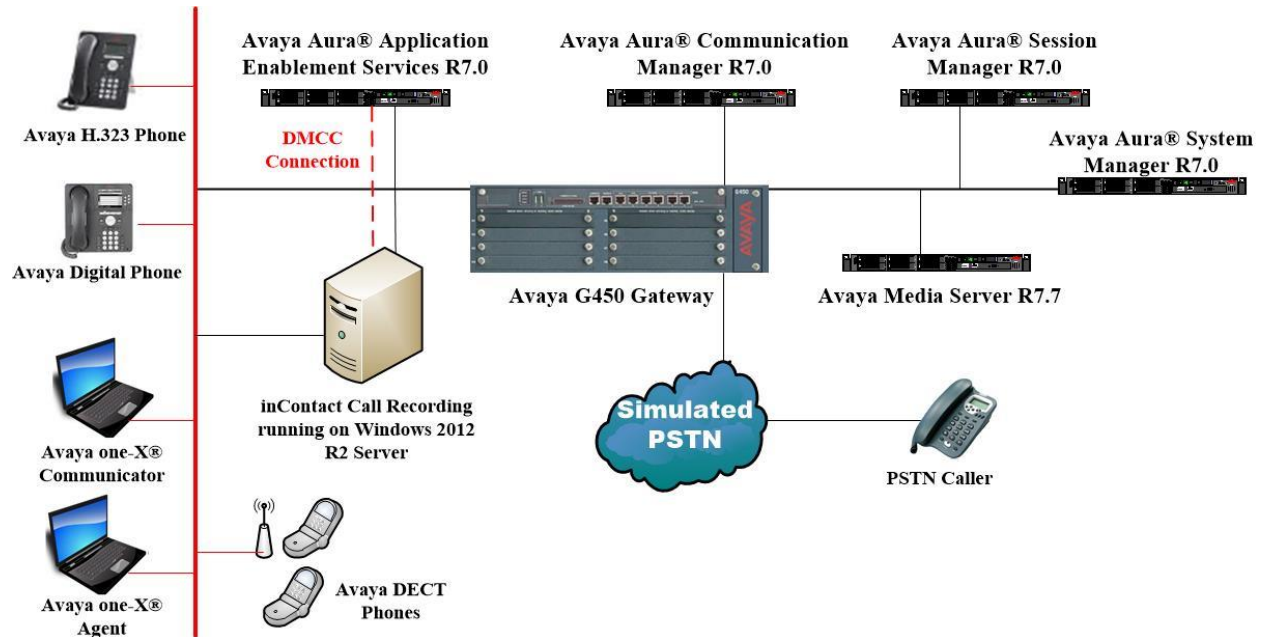 Avaya Aura® Application
Enablement Services R7.0
Avaya Aura® Communication
Manager R7.0
Avaya Aura® Session
Manager R7.0
Avaya H.323 Phone
DMCC
Connection
Avaya Aura® System
Manager R7.0
G450
AVAYA
Avaya Digital Phone
Avaya G450 Gateway
Avaya Media Server R7.7
inContact Call Recording
running on Windows 2012
R2 Server
Simulated
PSTN
PSTN Caller
Avaya one-X®
Communicator
Avaya DECT
Phones
Avaya one-X®
Agent